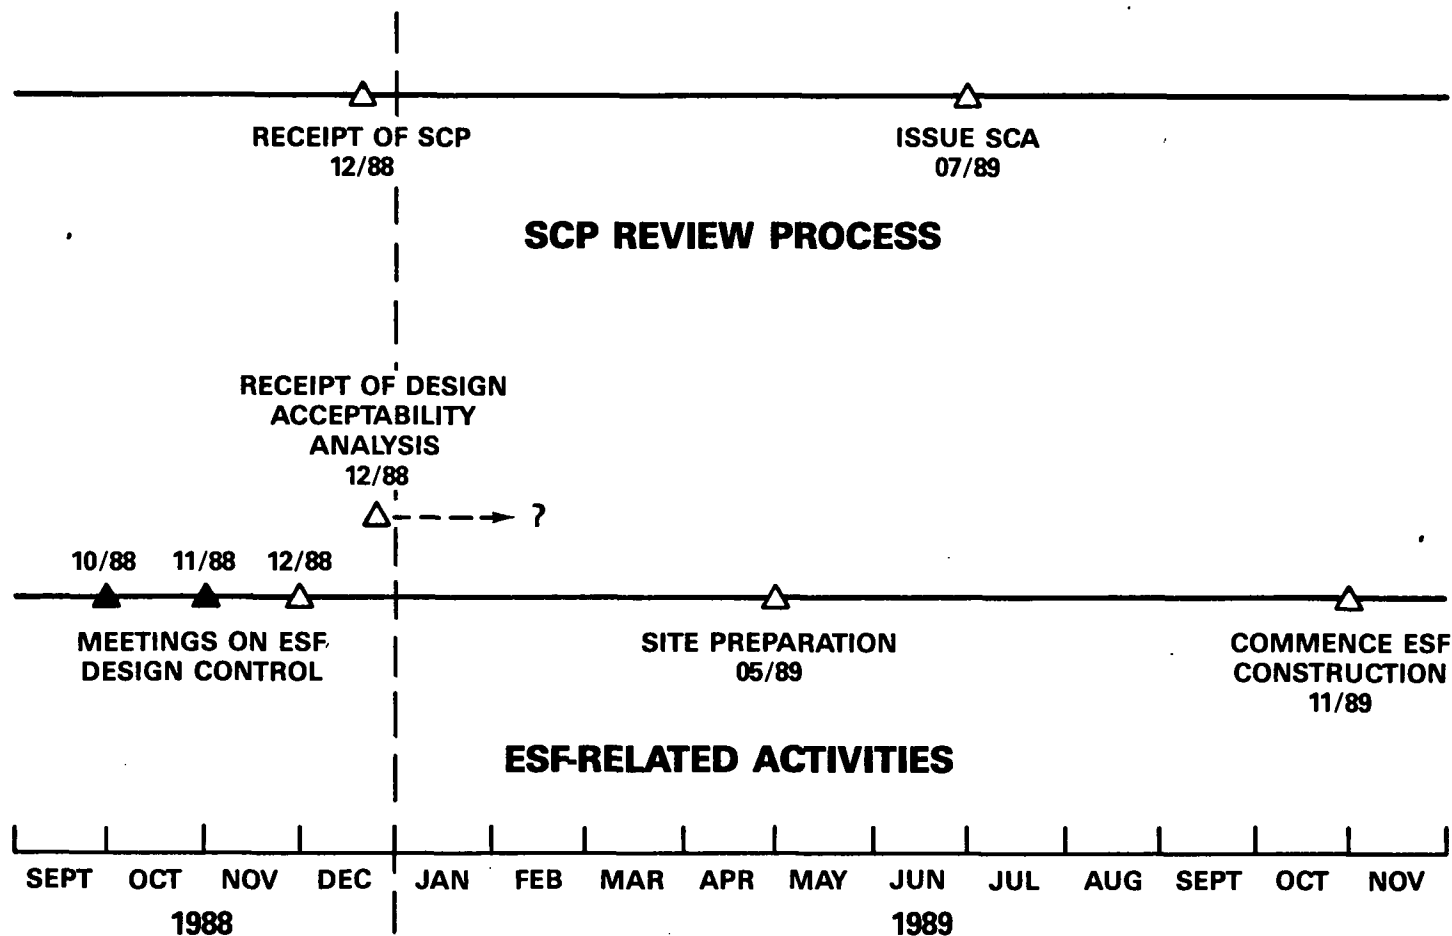 RECEIPT OF SCP
12/88
ISSUE SCA
07/89
SCP REVIEW PROCESS
RECEIPT OF DESIGN
ACCEPTABILITY
ANALYSIS
12/88
?
10/88 11/88 12/88
MEETINGS ON ESF
DESIGN CONTROL
SITE PREPARATION
05/89
COMMENCE ESF
CONSTRUCTION
11/89
ESF-RELATED ACTIVITIES
SEPT OCT NOV DEC JAN FEB MAR APR MAY JUN JUL AUG SEPT OCT NOV
1988 1989